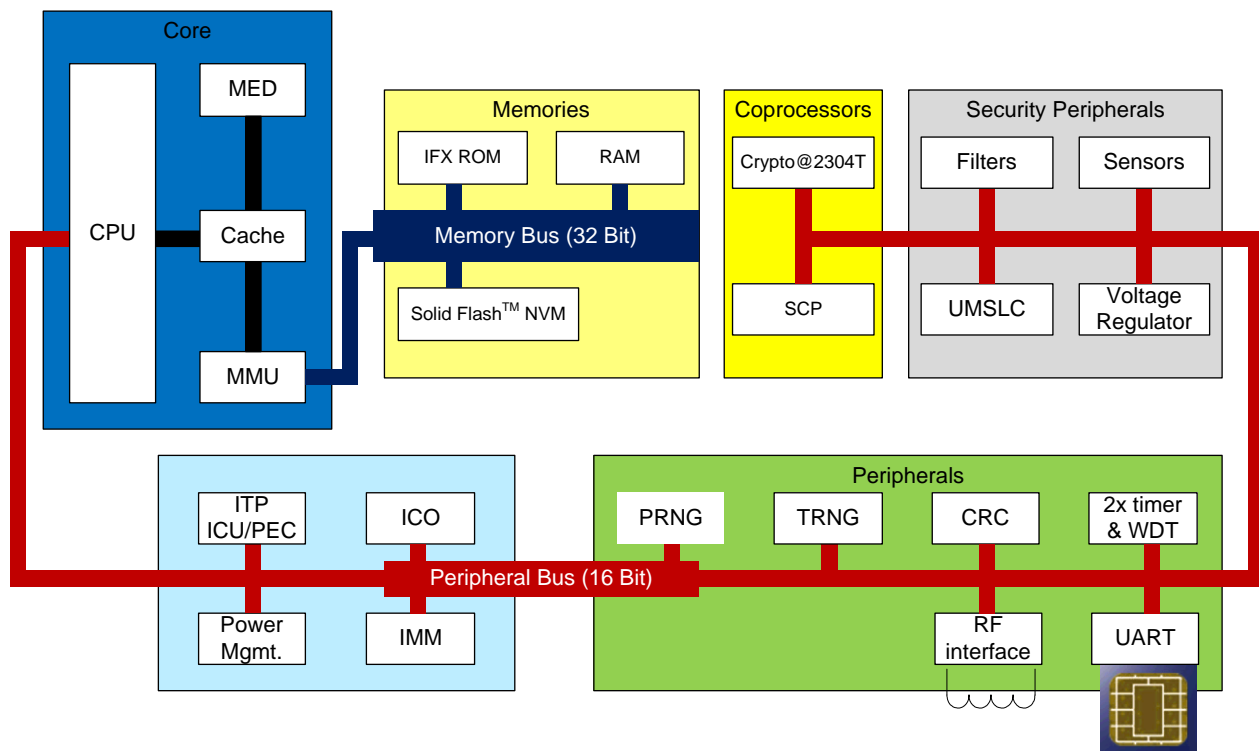 Core
CPU
MED
Cache
MMU
Memories
IFX ROM
RAM
Memory Bus (32 Bit)
Solid Flash™ NVM
Coprocessors
Crypto@2304T
SCP
Security Peripherals
Filters
Sensors
UMSLC
Voltage
Regulator
ITP
ICU/PEC
ICO
Power
Mgmt.
IMM
Peripheral Bus (16 Bit)
Peripherals
PRNG
TRNG
CRC
2x timer
& WDT
RF
interface
UART